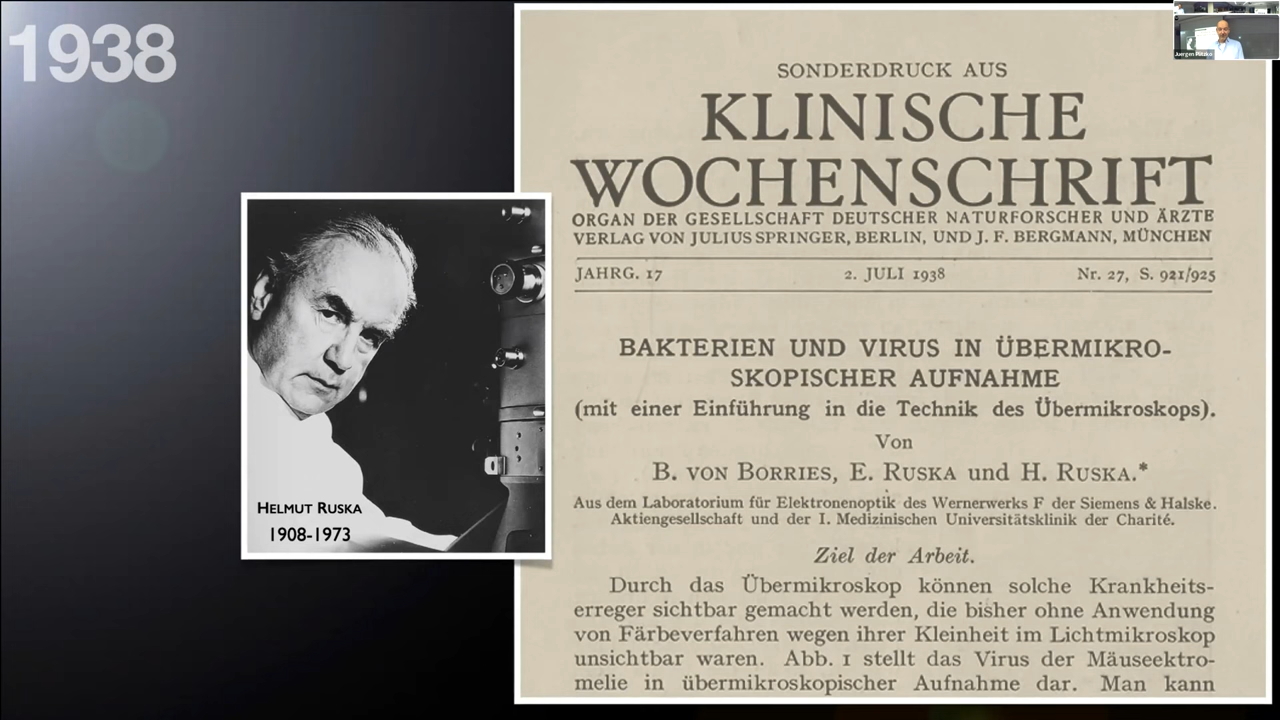 1938
Juergen Plitzko
SONDERDRUCK AUS
KLINISCHE
WOCHENSCHRIFT
ORGAN DER GESELLSCHAFT DEUTSCHER NATURFORSCHER UND ÄRZTE
VERLAG VON JULIUS SPRINGER, BERLIN, UND J. F. BERGMANN, MÜNCHEN
JAHRG. 17 2. JULI 1938 Nr. 27, S. 921/925
BAKTERIEN UND VIRUS IN ÜBERMIKRO-
SKOPISCHER AUFNAHME
(mit einer Einführung in die Technik des Übermikroskops).
Von
B. VON BORRIES, E. RUSKA und H. RUSKA.*
Aus dem Laboratorium für Elektronenoptik des Wernerwerks F der Siemens & Halske.
Aktiengesellschaft und der I. Medizinischen Universitätsklinik der Charité.
Ziel der Arbeit.
Durch das Übermikroskop können solche Krankheits-
erreger sichtbar gemacht werden, die bisher ohne Anwendung
von Färbeverfahren wegen ihrer Kleinheit im Lichtmikroskop
unsichtbar waren. Abb. 1 stellt das Virus der Mäuseektro-
melie in übermikroskopischer Aufnahme dar. Man kann
HELMUT RUSKA
1908-1973